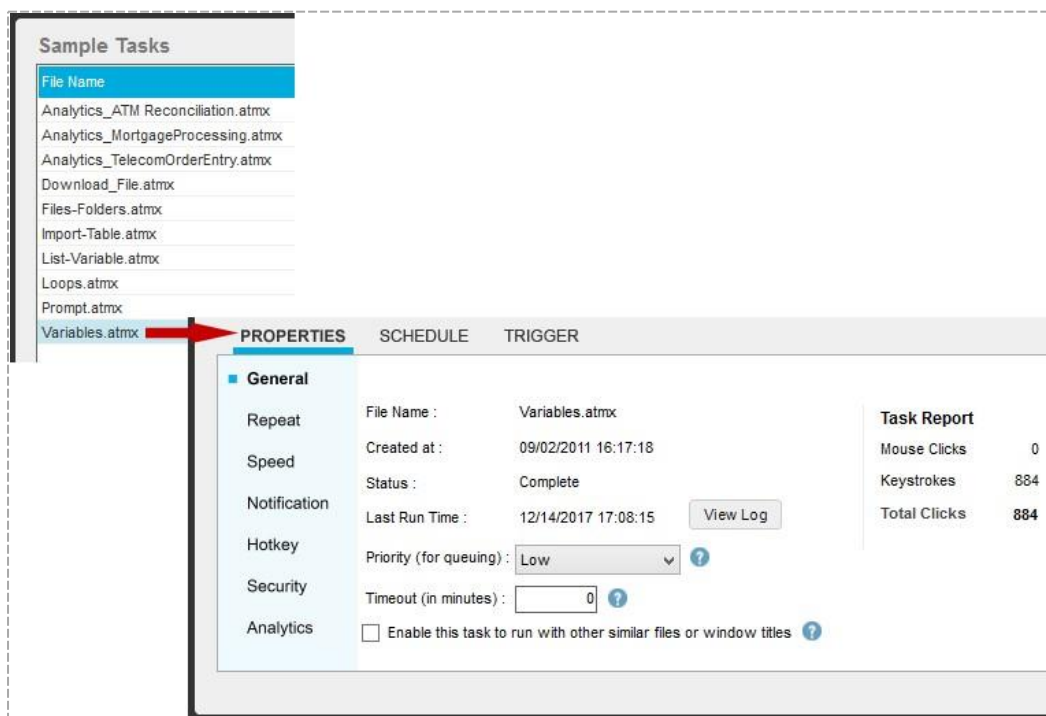 Sample Tasks
File Name
Analytics_ATM Reconciliation.atmx
Analytics_MortgageProcessing.atmx
Analytics_TelecomOrderEntry.atmx
Download_File.atmx
Files-Folders.atmx
Import-Table.atmx
List-Variable.atmx
Loops.atmx
Prompt.atmx
Variables.atmx
PROPERTIES SCHEDULE TRIGGER
General
Repeat
Speed
Notification
Hotkey
Security
Analytics
File Name : Variables.atmx
Created at : 09/02/2011 16:17:18
Status : Complete
Last Run Time : 12/14/2017 17:08:15 View Log
Priority (for queuing) : Low ?
Timeout (in minutes) : 0 ?
Enable this task to run with other similar files or window titles ?
Task Report
Mouse Clicks 0
Keystrokes 884
Total Clicks 884